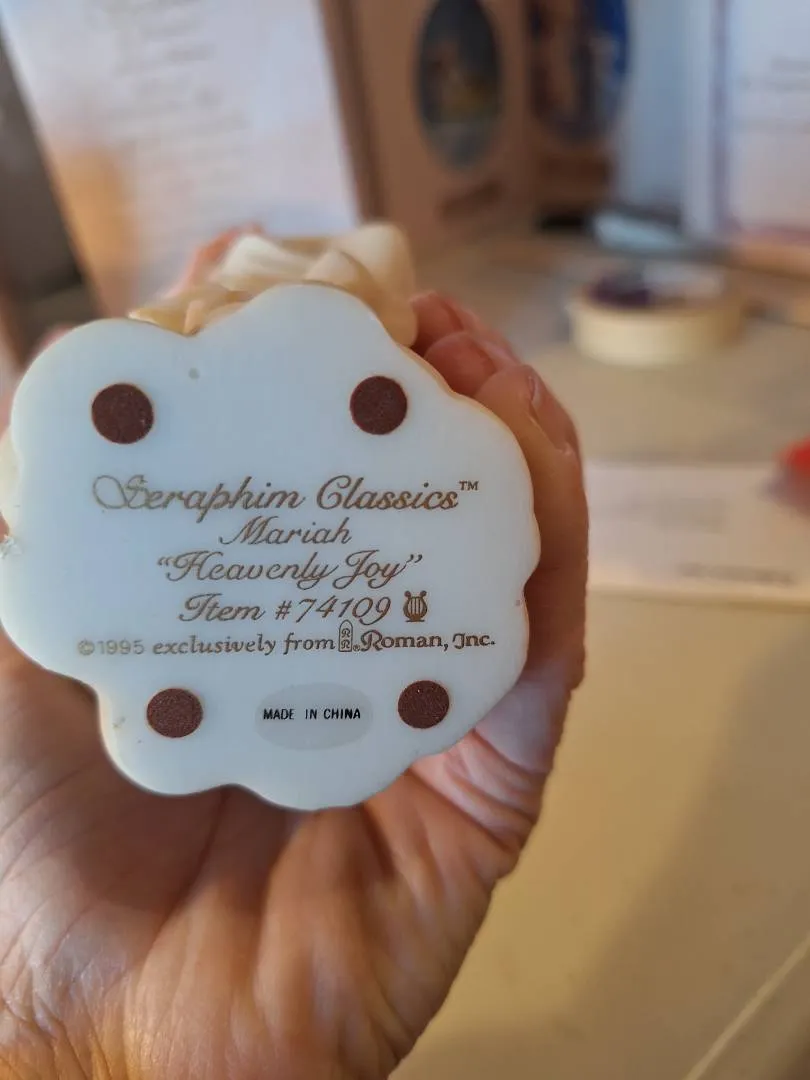 Seraphim Classics™
Mariah
“Heavenly Joy”
Item #74109
©1995 exclusively from ® Roman, Inc.
MADE IN CHINA